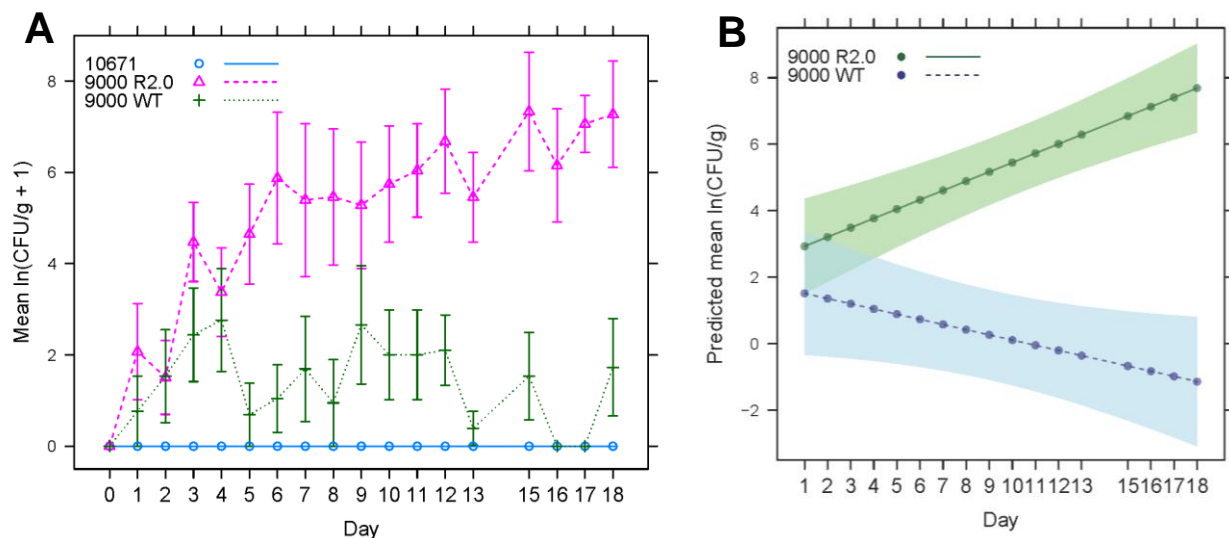 A
10671
9000 R2.0
9000 WT
Mean ln(CFU/g + 1)
8
6
4
2
0
0 1 2 3 4 5 6 7 8 9 10 11 12 13 15 16 17 18
Day
B
9000 R2.0
9000 WT
Predicted mean ln(CFU/g)
8
6
4
2
0
−2
1 2 3 4 5 6 7 8 9 10 11 12 13 15 16 17 18
Day